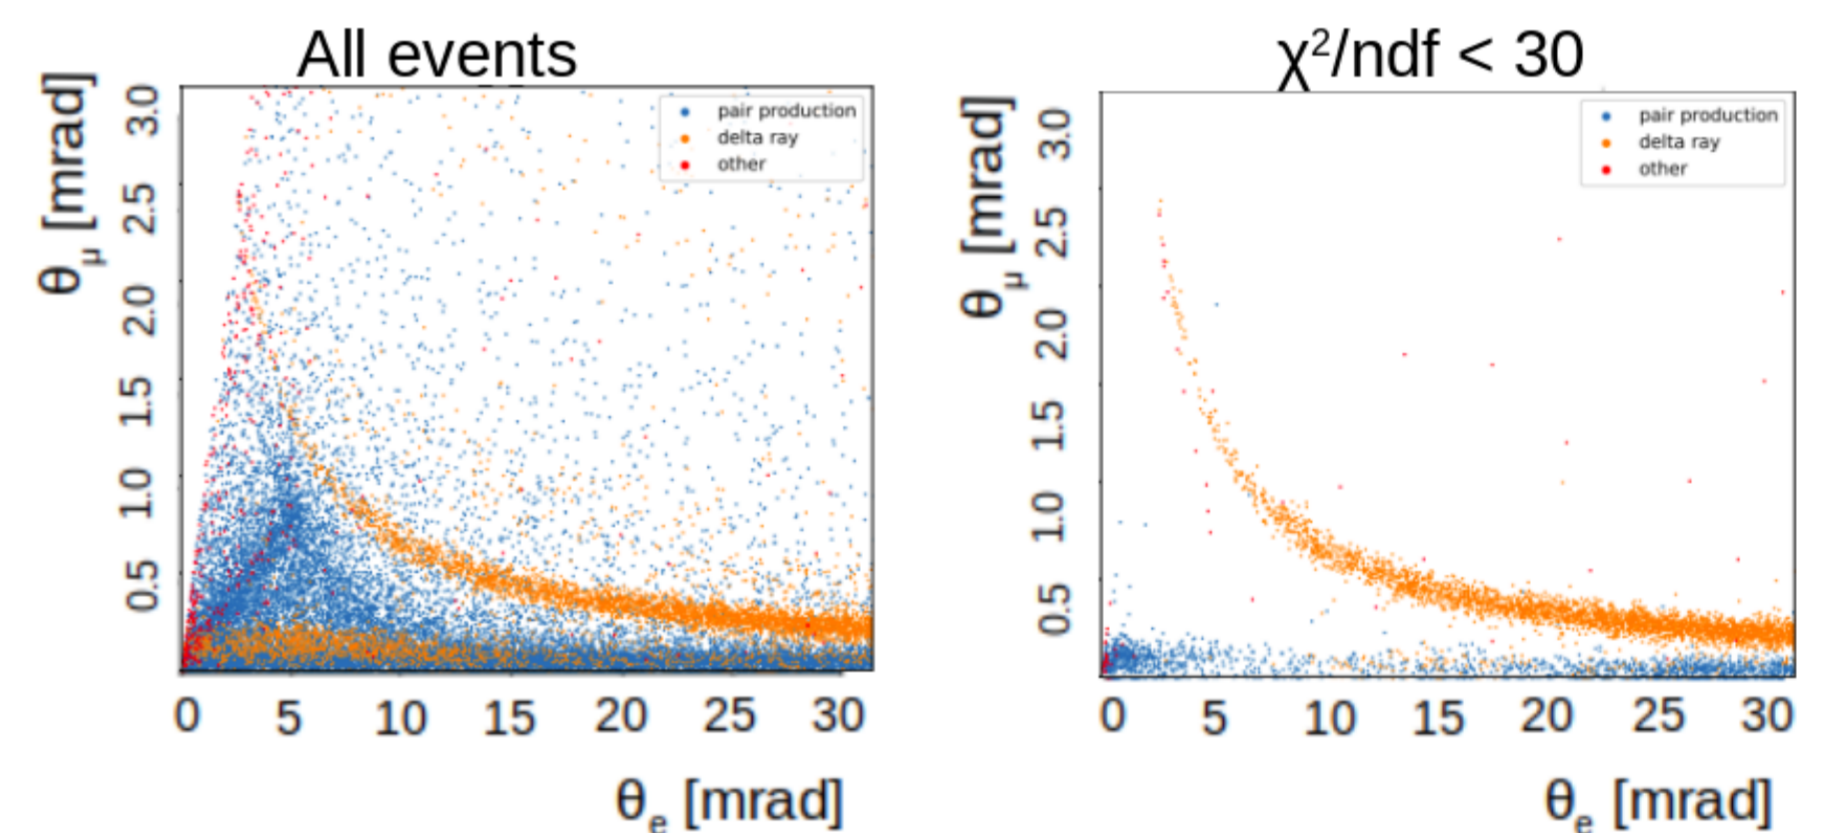 All events
θμ [mrad]
3.0
2.5
2.0
1.5
1.0
0.5
pair production
delta ray
other
0 5 10 15 20 25 30
θe [mrad]
χ²/ndf < 30
θμ [mrad]
3.0
2.5
2.0
1.5
1.0
0.5
pair production
delta ray
other
0 5 10 15 20 25 30
θe [mrad]